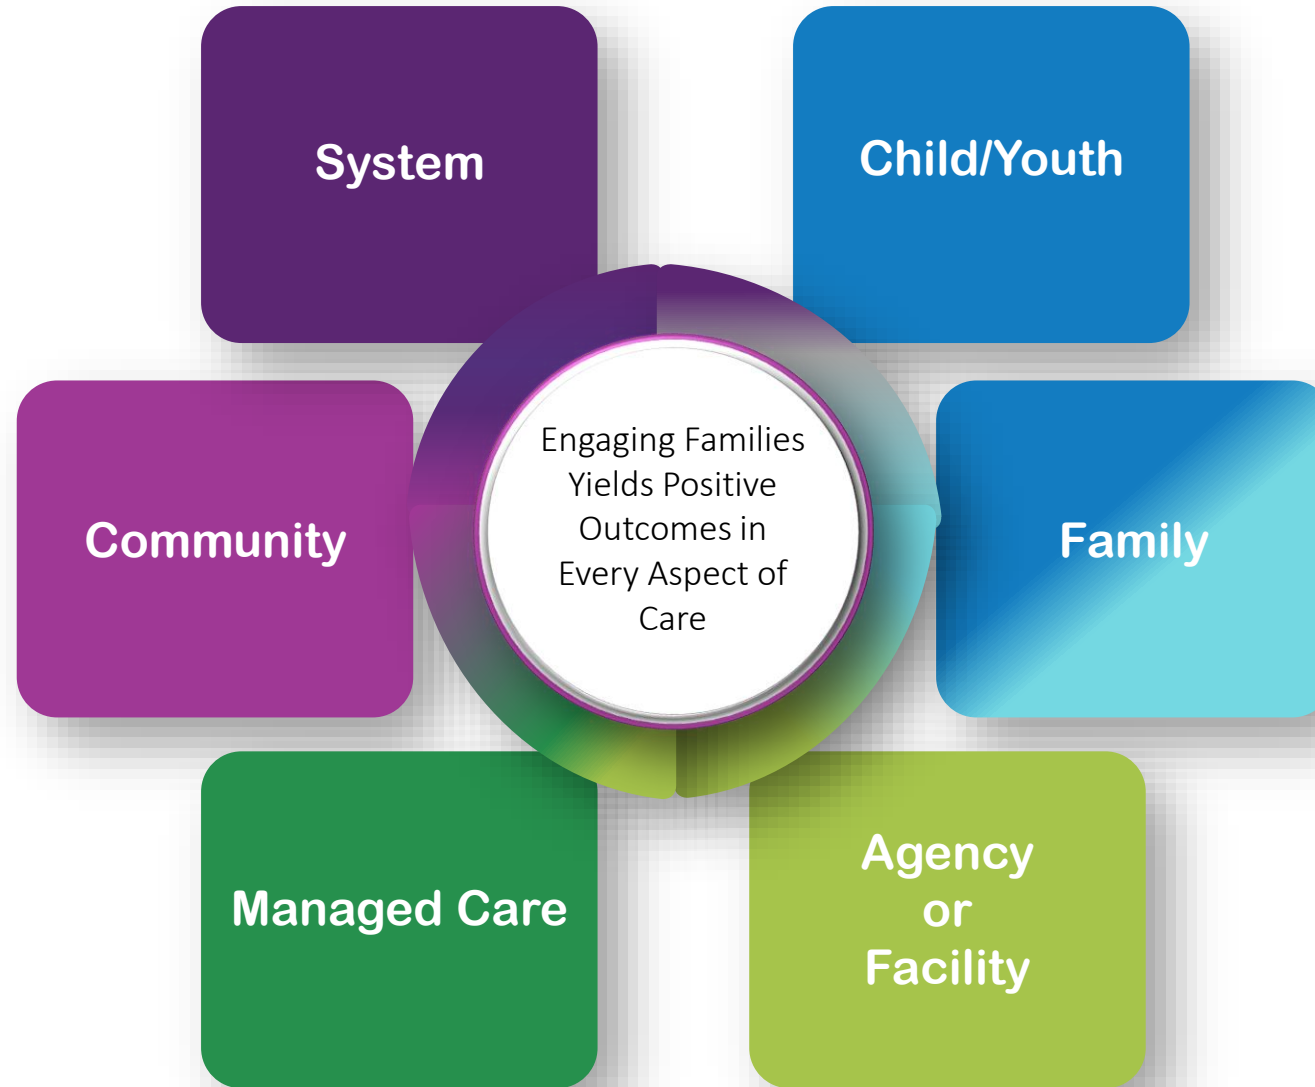 System
Child/Youth
Engaging Families
Yields Positive
Outcomes in
Every Aspect of
Care
Community
Family
Managed Care
Agency
or
Facility